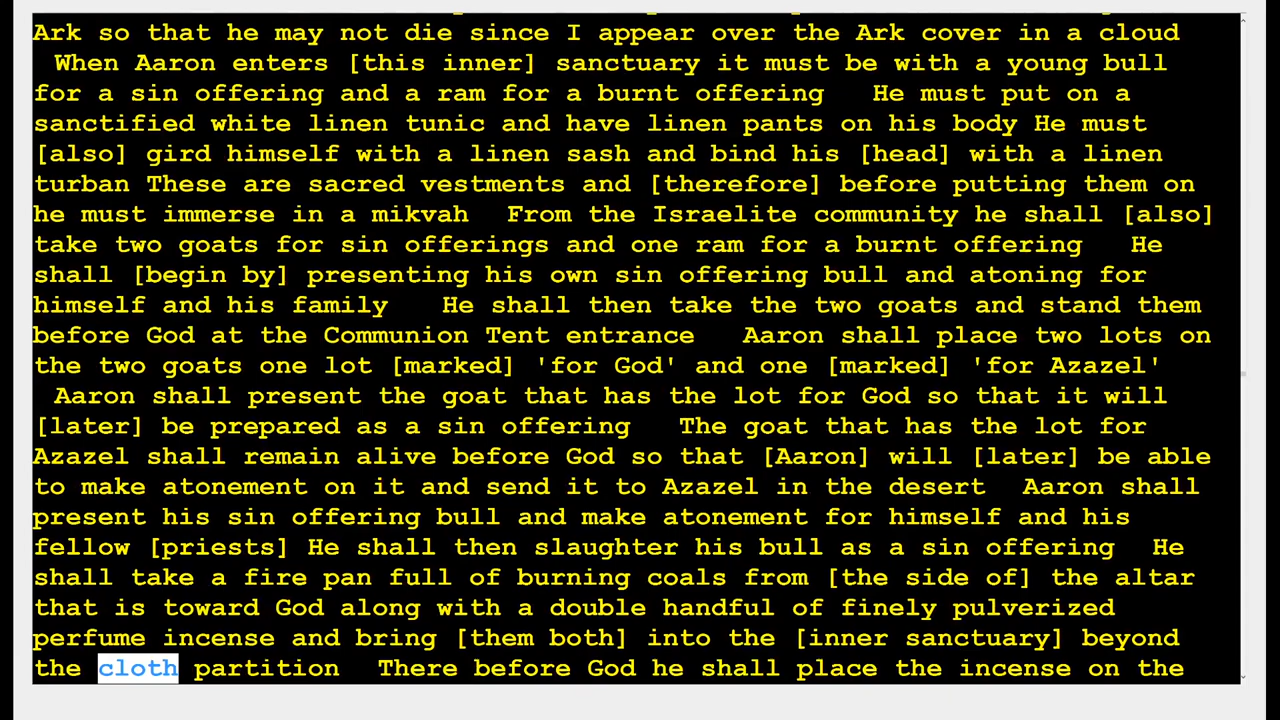 Ark so that he may not die since I appear over the Ark cover in a cloud
When Aaron enters [this inner] sanctuary it must be with a young bull
for a sin offering and a ram for a burnt offering   He must put on a
sanctified white linen tunic and have linen pants on his body He must
[also] gird himself with a linen sash and bind his [head] with a linen
turban These are sacred vestments and [therefore] before putting them on
he must immerse in a mikvah   From the Israelite community he shall [also]
take two goats for sin offerings and one ram for a burnt offering   He
shall [begin by] presenting his own sin offering bull and atoning for
himself and his family   He shall then take the two goats and stand them
before God at the Communion Tent entrance   Aaron shall place two lots on
the two goats one lot [marked] 'for God' and one [marked] 'for Azazel'
Aaron shall present the goat that has the lot for God so that it will
[later] be prepared as a sin offering   The goat that has the lot for
Azazel shall remain alive before God so that [Aaron] will [later] be able
to make atonement on it and send it to Azazel in the desert   Aaron shall
present his sin offering bull and make atonement for himself and his
fellow [priests] He shall then slaughter his bull as a sin offering   He
shall take a fire pan full of burning coals from [the side of] the altar
that is toward God along with a double handful of finely pulverized
perfume incense and bring [them both] into the [inner sanctuary] beyond
the cloth partition   There before God he shall place the incense on the